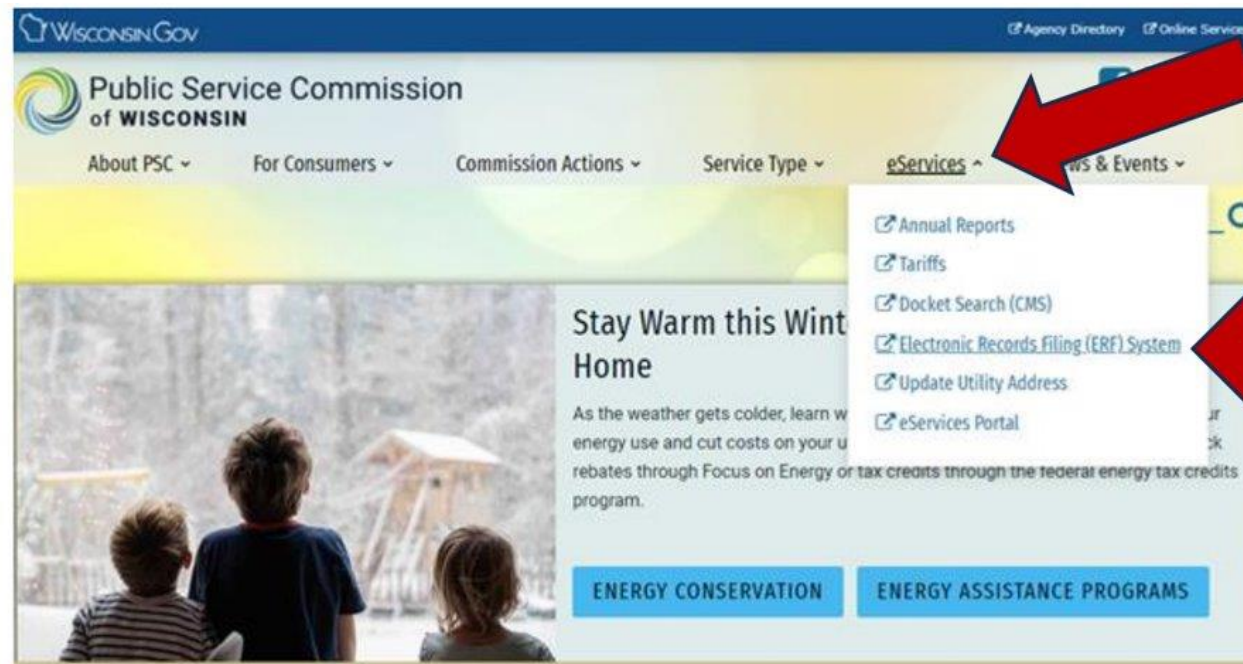 WISCONSIN.GOV
Agency Directory Online Service
Public Service Commission
of WISCONSIN
About PSC For Consumers Commission Actions Service Type eServices & Events
Annual Reports
Tariffs
Docket Search (CMS)
Electronic Records Filing (ERF) System
Update Utility Address
eServices Portal
Stay Warm this
Home
As the weather gets colder, learn
energy use and cut costs on your
rebates through Focus on Energy or tax credits through the federal energy tax credits
program.
ENERGY CONSERVATION ENERGY ASSISTANCE PROGRAMS